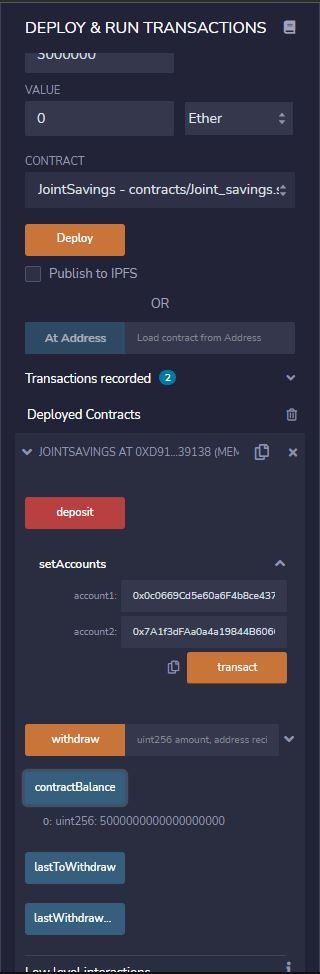 DEPLOY & RUN TRANSACTIONS
3000000
VALUE
0
Ether
CONTRACT
JointSavings - contracts/Joint_savings.s
Deploy
Publish to IPFS
OR
At Address
Load contract from Address
Transactions recorded 2
Deployed Contracts
JOINTSAVINGS AT 0XD91...39138 (MEM
deposit
setAccounts
account1: 0x0c0669Cd5e60a6F4b8ce437
account2: 0x7A1f3dFAa0a4a19844B606
transact
withdraw
uint256 amount, address reci
contractBalance
0: uint256: 5000000000000000000
lastToWithdraw
lastWithdraw...
Low level interactions